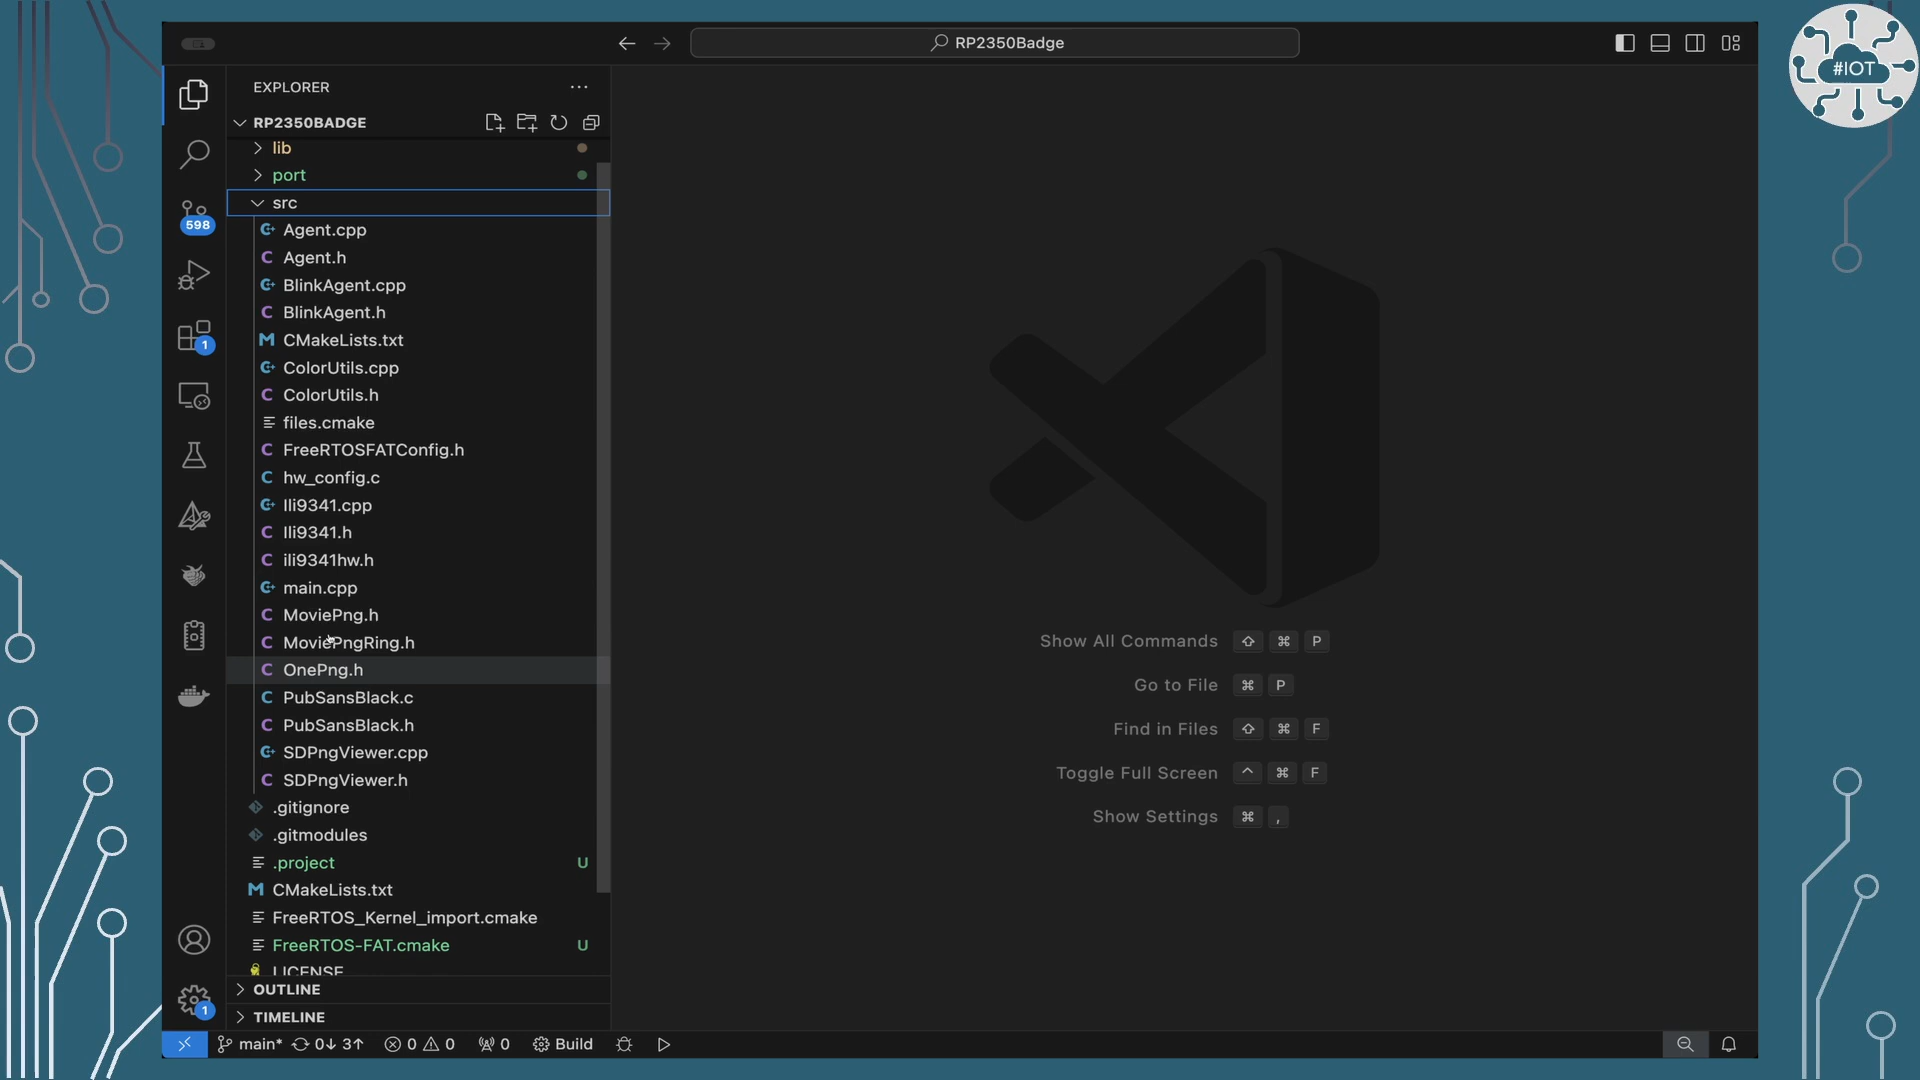 RP2350Badge
#IOT
EXPLORER
RP2350BADGE
lib
port
src
598
Agent.cpp
Agent.h
BlinkAgent.cpp
BlinkAgent.h
CMakeLists.txt
1
ColorUtils.cpp
ColorUtils.h
files.cmake
FreeRTOSFATConfig.h
hw_config.c
Ili9341.cpp
Ili9341.h
ili9341hw.h
main.cpp
MoviePng.h
MoviePngRing.h
OnePng.h
PubSansBlack.c
PubSansBlack.h
SDPngViewer.cpp
SDPngViewer.h
.gitignore
.gitmodules
.project U
CMakeLists.txt
FreeRTOS_Kernel_import.cmake
FreeRTOS-FAT.cmake U
LICENSE
OUTLINE
1
TIMELINE
Show All Commands ⇧ ⌘ P
Go to File ⌘ P
Find in Files ⇧ ⌘ F
Toggle Full Screen ^ ⌘ F
Show Settings ⌘ ,
main* 0↓ 3↑ 0 0 0 Build